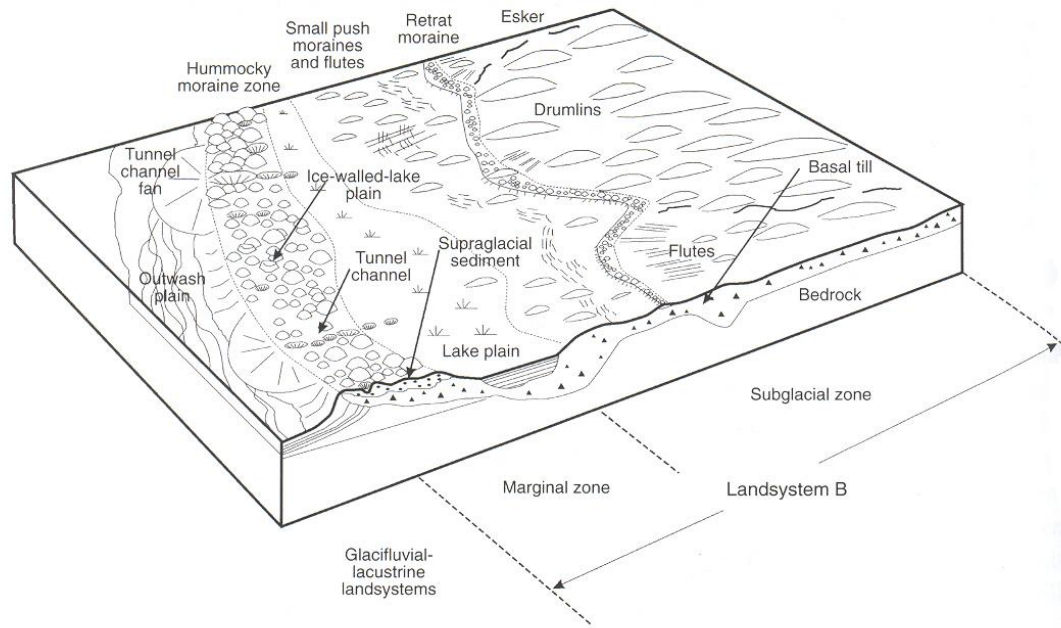 Esker
Retrat
moraine
Small push
moraines
and flutes
Hummocky
moraine zone
Drumlins
Tunnel
channel
fan
Ice-walled-lake
plain
Basal till
Supraglacial
sediment
Tunnel
channel
Flutes
Outwash
plain
Bedrock
Lake plain
Subglacial zone
Marginal zone
Landsystem B
Glacifluvial-
lacustrine
landsystems